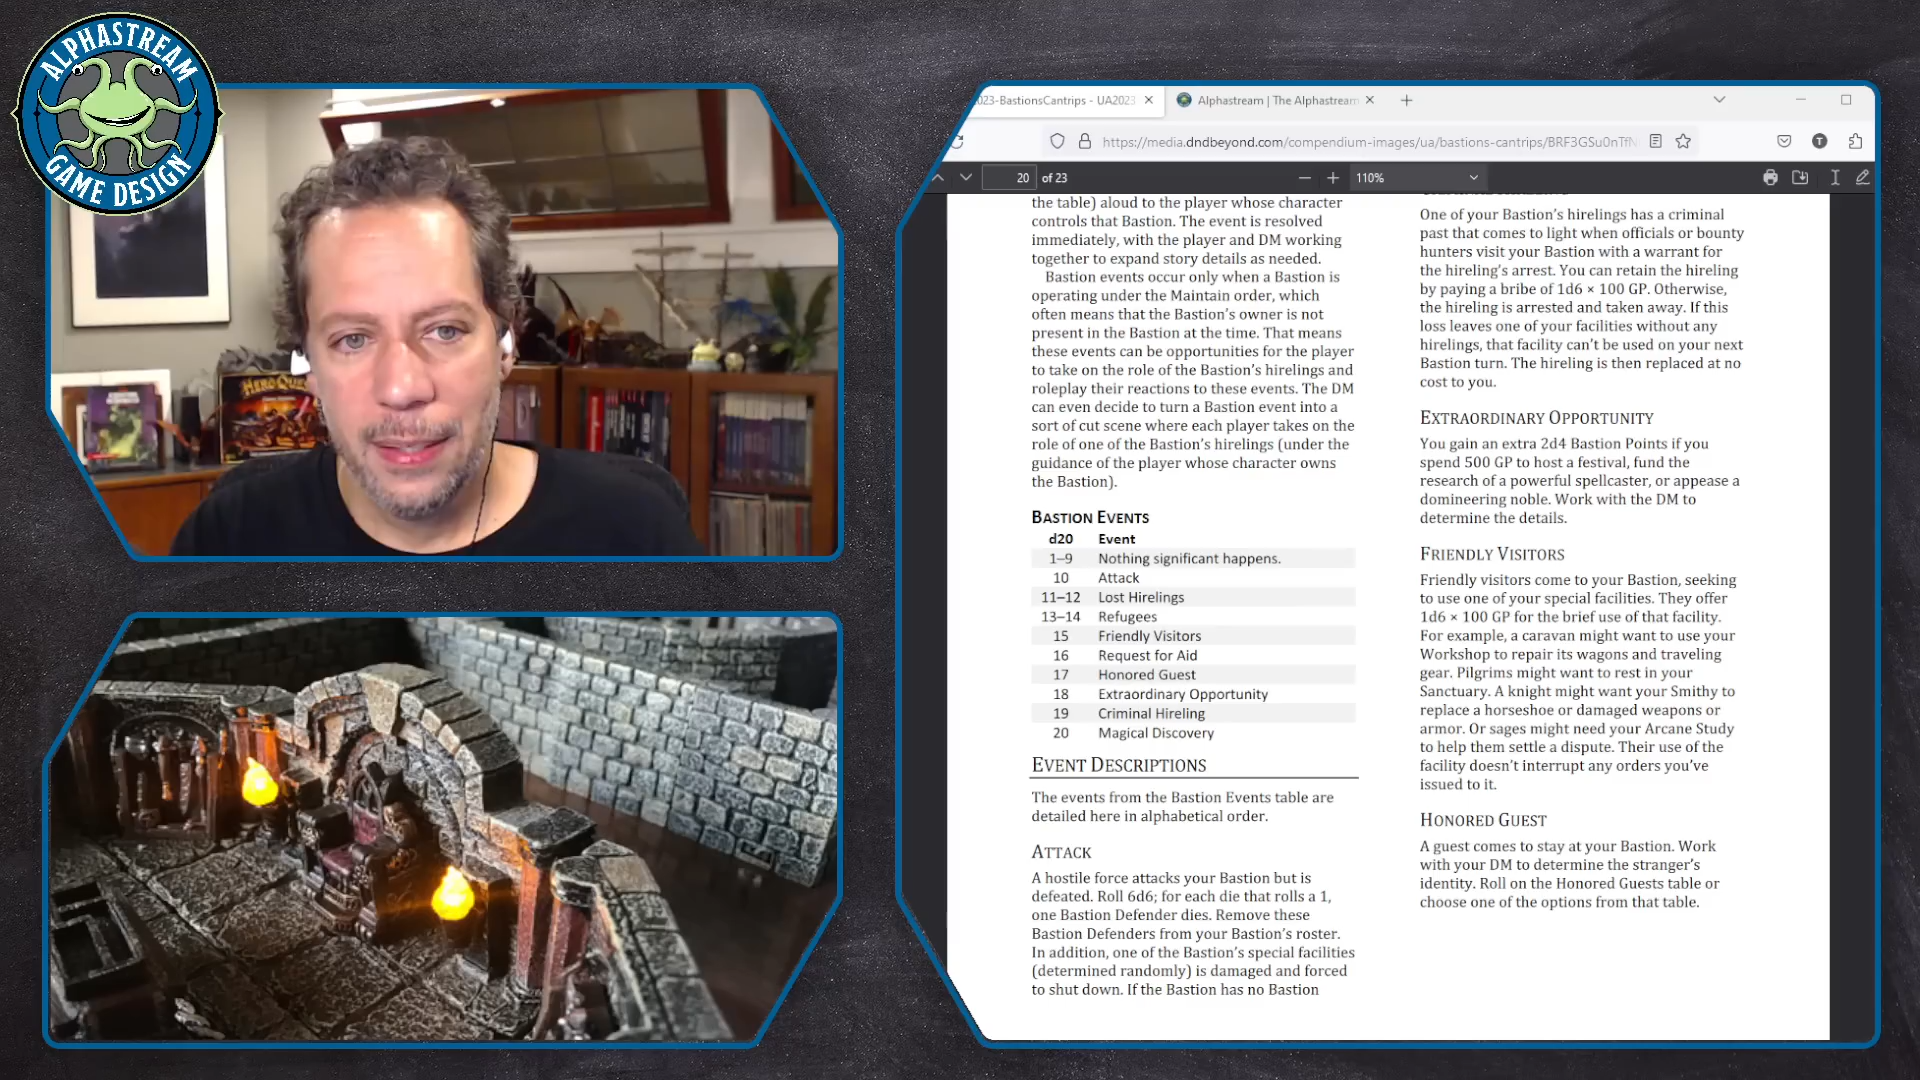 ALPHASTREAM
GAME DESIGN
HEROQUEST
023-BastionsCantrips - UA2023
Alphastream | The Alphastream
https://media.dndbeyond.com/compendium-images/ua/bastions-cantrips/BRF3GSu0nTfN
T
20 of 23
110%
the table) aloud to the player whose character
controls that Bastion. The event is resolved
immediately, with the player and DM working
together to expand story details as needed.
Bastion events occur only when a Bastion is
operating under the Maintain order, which
often means that the Bastion's owner is not
present in the Bastion at the time. That means
these events can be opportunities for the player
to take on the role of the Bastion's hirelings and
roleplay their reactions to these events. The DM
can even decide to turn a Bastion event into a
sort of cut scene where each player takes on the
role of one of the Bastion's hirelings (under the
guidance of the player whose character owns
the Bastion).
BASTION EVENTS
d20 Event
1–9 Nothing significant happens.
10 Attack
11–12 Lost Hirelings
13–14 Refugees
15 Friendly Visitors
16 Request for Aid
17 Honored Guest
18 Extraordinary Opportunity
19 Criminal Hireling
20 Magical Discovery
EVENT DESCRIPTIONS
The events from the Bastion Events table are
detailed here in alphabetical order.
ATTACK
A hostile force attacks your Bastion but is
defeated. Roll 6d6; for each die that rolls a 1,
one Bastion Defender dies. Remove these
Bastion Defenders from your Bastion's roster.
In addition, one of the Bastion's special facilities
(determined randomly) is damaged and forced
to shut down. If the Bastion has no Bastion
One of your Bastion's hirelings has a criminal
past that comes to light when officials or bounty
hunters visit your Bastion with a warrant for
the hireling's arrest. You can retain the hireling
by paying a bribe of 1d6 × 100 GP. Otherwise,
the hireling is arrested and taken away. If this
loss leaves one of your facilities without any
hirelings, that facility can't be used on your next
Bastion turn. The hireling is then replaced at no
cost to you.
EXTRAORDINARY OPPORTUNITY
You gain an extra 2d4 Bastion Points if you
spend 500 GP to host a festival, fund the
research of a powerful spellcaster, or appease a
domineering noble. Work with the DM to
determine the details.
FRIENDLY VISITORS
Friendly visitors come to your Bastion, seeking
to use one of your special facilities. They offer
1d6 × 100 GP for the brief use of that facility.
For example, a caravan might want to use your
Workshop to repair its wagons and traveling
gear. Pilgrims might want to rest in your
Sanctuary. A knight might want your Smithy to
replace a horseshoe or damaged weapons or
armor. Or sages might need your Arcane Study
to help them settle a dispute. Their use of the
facility doesn't interrupt any orders you've
issued to it.
HONORED GUEST
A guest comes to stay at your Bastion. Work
with your DM to determine the stranger's
identity. Roll on the Honored Guests table or
choose one of the options from that table.